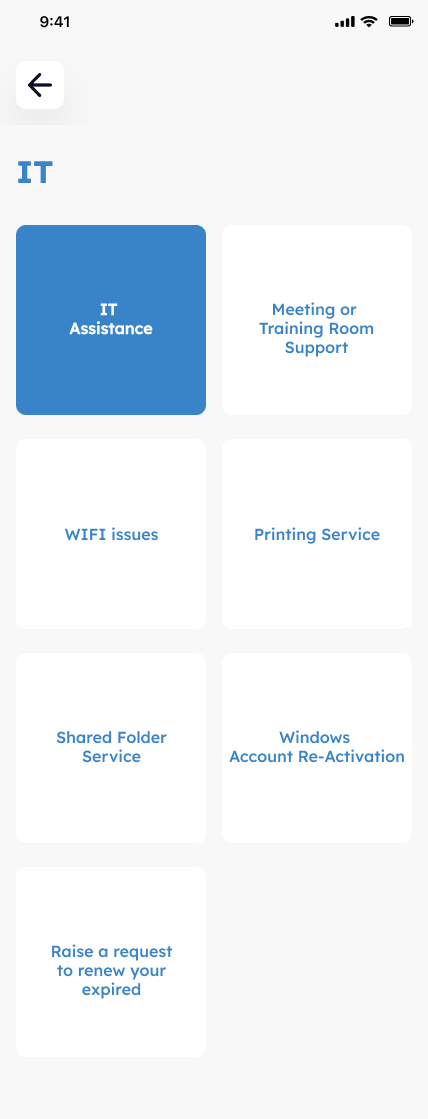 9:41
IT
IT
Assistance
Meeting or
Training Room
Support
WIFI issues
Printing Service
Shared Folder
Service
Windows
Account Re-Activation
Raise a request
to renew your
expired